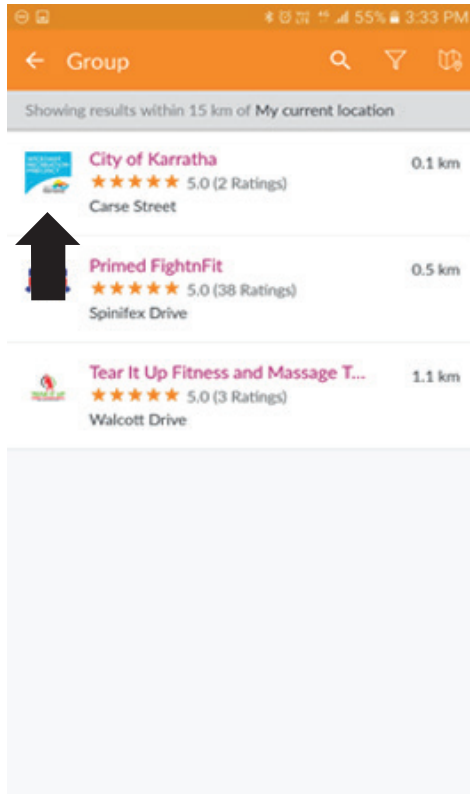 55% 3:33 PM
Group
Showing results within 15 km of My current location
City of Karratha 0.1 km
5.0 (2 Ratings)
Carse Street
Primed FightnFit 0.5 km
5.0 (38 Ratings)
Spinifex Drive
Tear It Up Fitness and Massage T... 1.1 km
5.0 (3 Ratings)
Walcott Drive